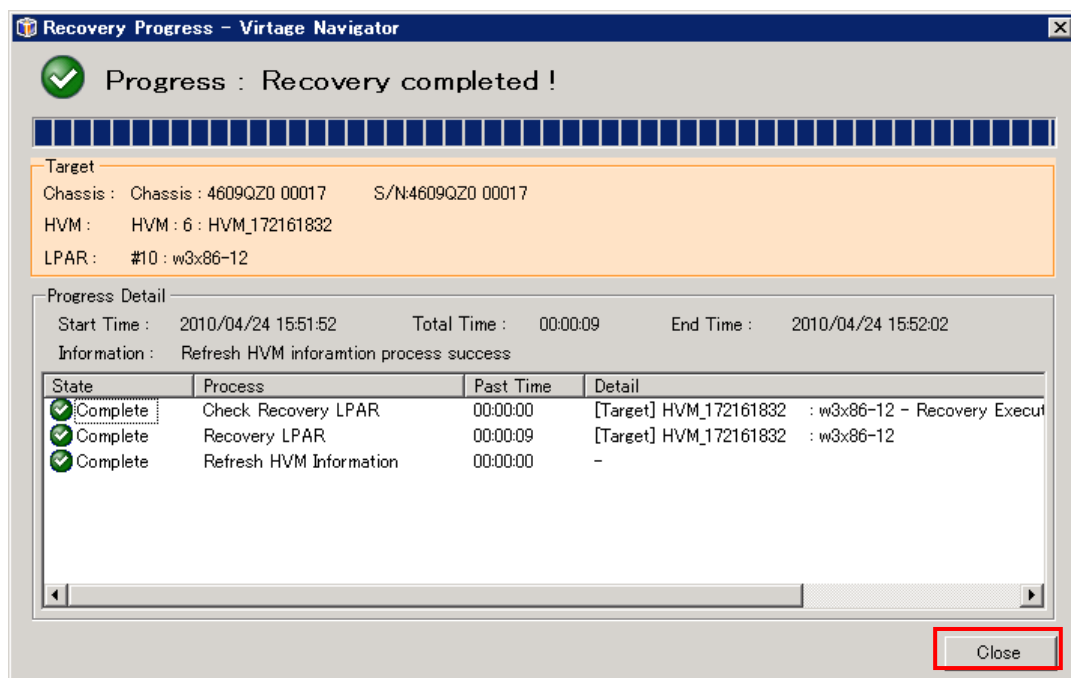 Recovery Progress - Virtage Navigator
Progress : Recovery completed !
Target
Chassis : Chassis : 4609QZ0 00017 S/N:4609QZ0 00017
HVM : HVM : 6 : HVM_172161832
LPAR : #10 : w3x86-12
Progress Detail
Start Time : 2010/04/24 15:51:52 Total Time : 00:00:09 End Time : 2010/04/24 15:52:02
Information : Refresh HVM inforamtion process success
State Process Past Time Detail
Complete Check Recovery LPAR 00:00:00 [Target] HVM_172161832 : w3x86-12 - Recovery Execut
Complete Recovery LPAR 00:00:09 [Target] HVM_172161832 : w3x86-12
Complete Refresh HVM Information 00:00:00 -
Close